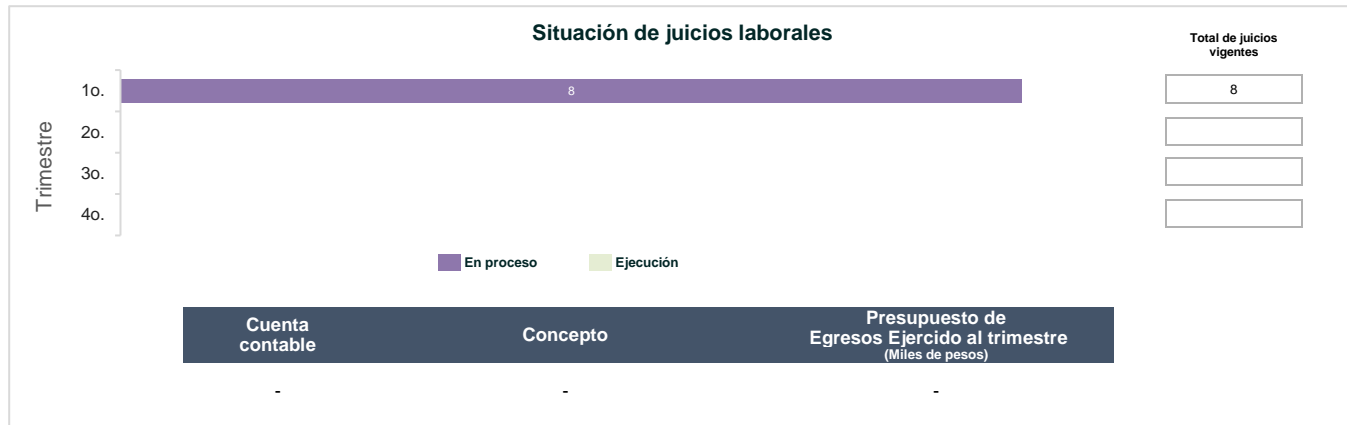 Situación de juicios laborales
Total de juicios
vigentes
Trimestre
1o.
8
8
2o.
3o.
4o.
En proceso
Ejecución
Cuenta
contable
Concepto
Presupuesto de
Egresos Ejercido al trimestre
(Miles de pesos)
-
-
-